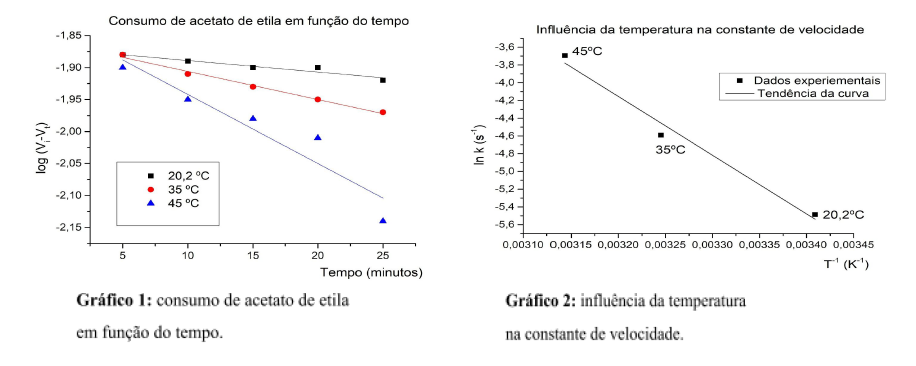 Consumo de acetato de etila em função do tempo
-1,85
-1,90
-1,95
-2,00
-2,05
-2,10
-2,15
log (Vi-Vt)
20,2 ºC
35 ºC
45 ºC
5 10 15 20 25
Tempo (minutos)
Gráfico 1: consumo de acetato de etila
em função do tempo.
Influência da temperatura na constante de velocidade
-3,6
-3,8
-4,0
-4,2
-4,4
-4,6
-4,8
-5,0
-5,2
-5,4
-5,6
ln k (s⁻¹)
45ºC
Dados experiementais
Tendência da curva
35ºC
20,2ºC
0,00310 0,00315 0,00320 0,00325 0,00330 0,00335 0,00340 0,00345
T⁻¹ (K⁻¹)
Gráfico 2: influência da temperatura
na constante de velocidade.